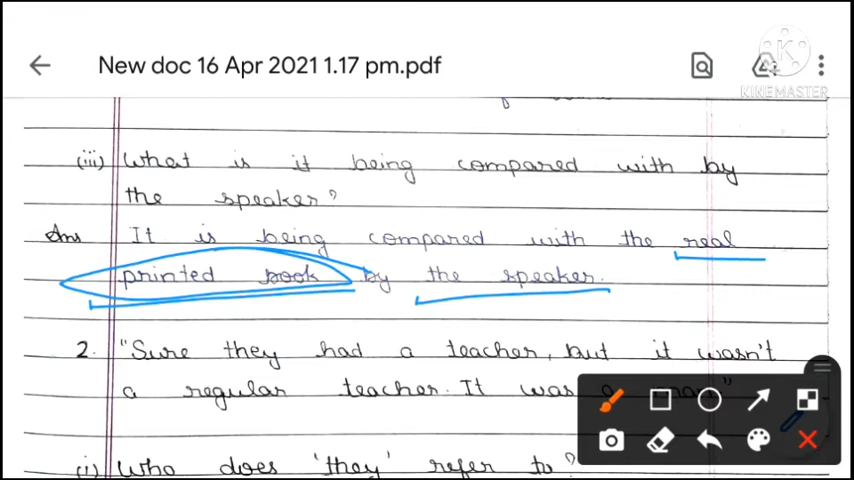 New doc 16 Apr 2021 1.17 pm.pdf
KINEMASTER
(iii) What is it being compared with by
the speaker?
Ans It is being compared with the real
printed book by the speaker.
2. "Sure they had a teacher, but it wasn't
a regular teacher. It was a man"
(i) Who does 'they' refer to?